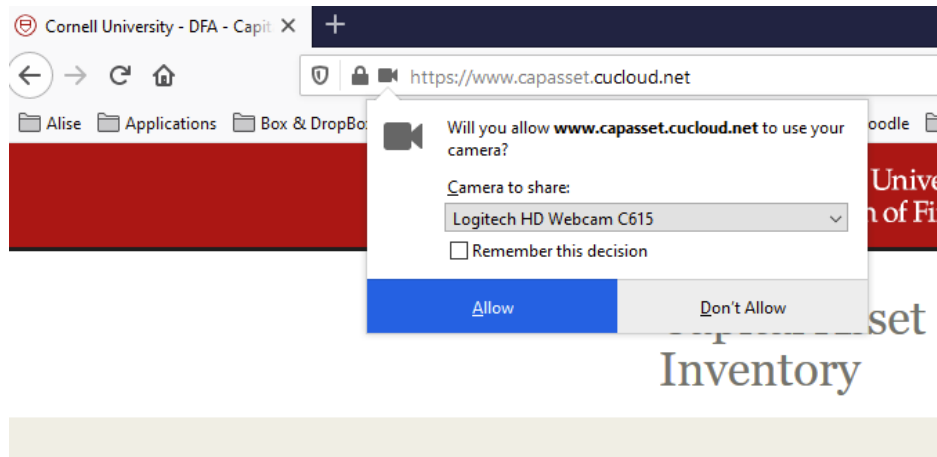 Cornell University - DFA - Capit
https://www.capasset.cucloud.net
Alise Applications Box & DropBo oodle
Will you allow www.capasset.cucloud.net to use your
camera?
Camera to share:
Logitech HD Webcam C615
Remember this decision
Allow Don't Allow
Unive
n of Fi
set
Inventory